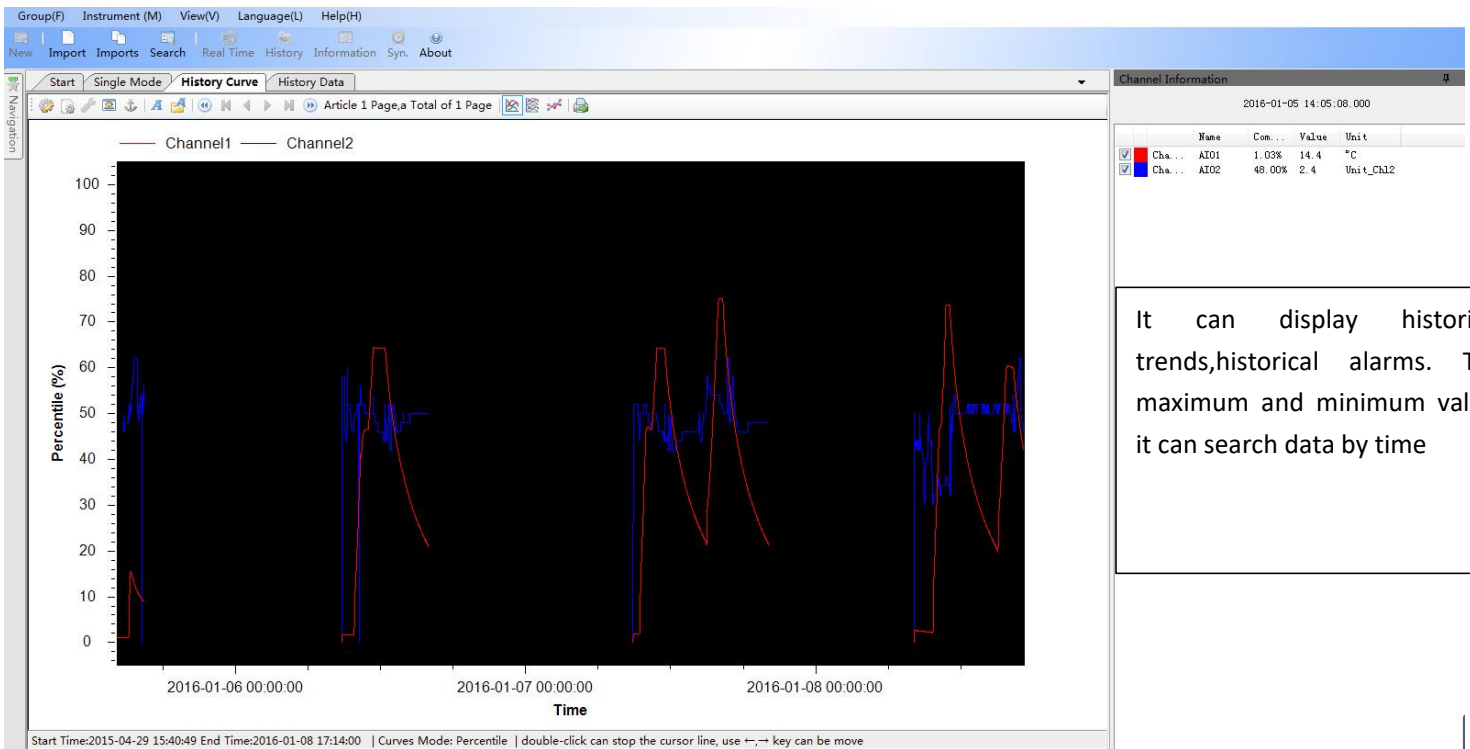 Group(F) Instrument (M) View(V) Language(L) Help(H)
New Import Imports Search Real Time History Information Syn. About
Navigation
Start Single Mode History Curve History Data
Article 1 Page,a Total of 1 Page
Channel1 Channel2
Percentile (%)
100
90
80
70
60
50
40
30
20
10
0
2016-01-06 00:00:00 2016-01-07 00:00:00 2016-01-08 00:00:00
Time
Start Time:2015-04-29 15:40:49 End Time:2016-01-08 17:14:00 | Curves Mode: Percentile | double-click can stop the cursor line, use ←,→ key can be move
Channel Information
2016-01-05 14:05:08.000
Name Com... Value Unit
Cha... AI01 1.03% 14.4 °C
Cha... AI02 48.00% 2.4 Unit_Chl2
It can display histori
trends,historical alarms. T
maximum and minimum val
it can search data by time